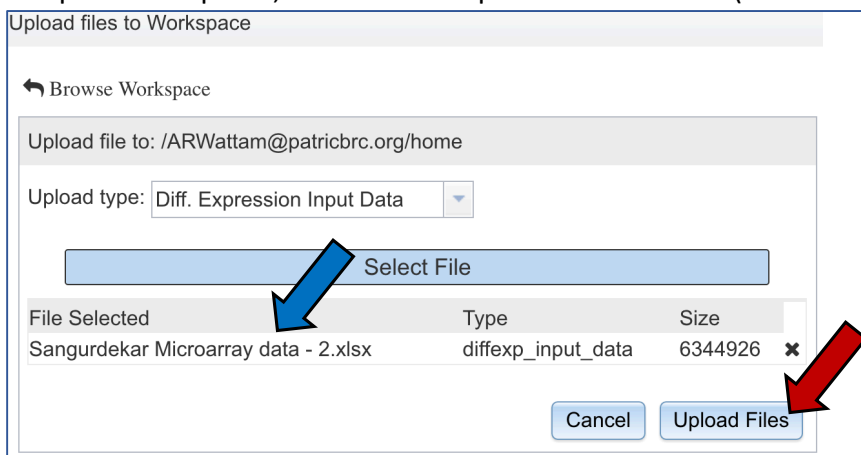 Upload files to Workspace
Browse Workspace
Upload file to: /ARWattam@patricbrc.org/home
Upload type: Diff. Expression Input Data
Select File
File Selected Type Size
Sangurdekar Microarray data - 2.xlsx diffexp_input_data 6344926 ✖
Cancel Upload Files